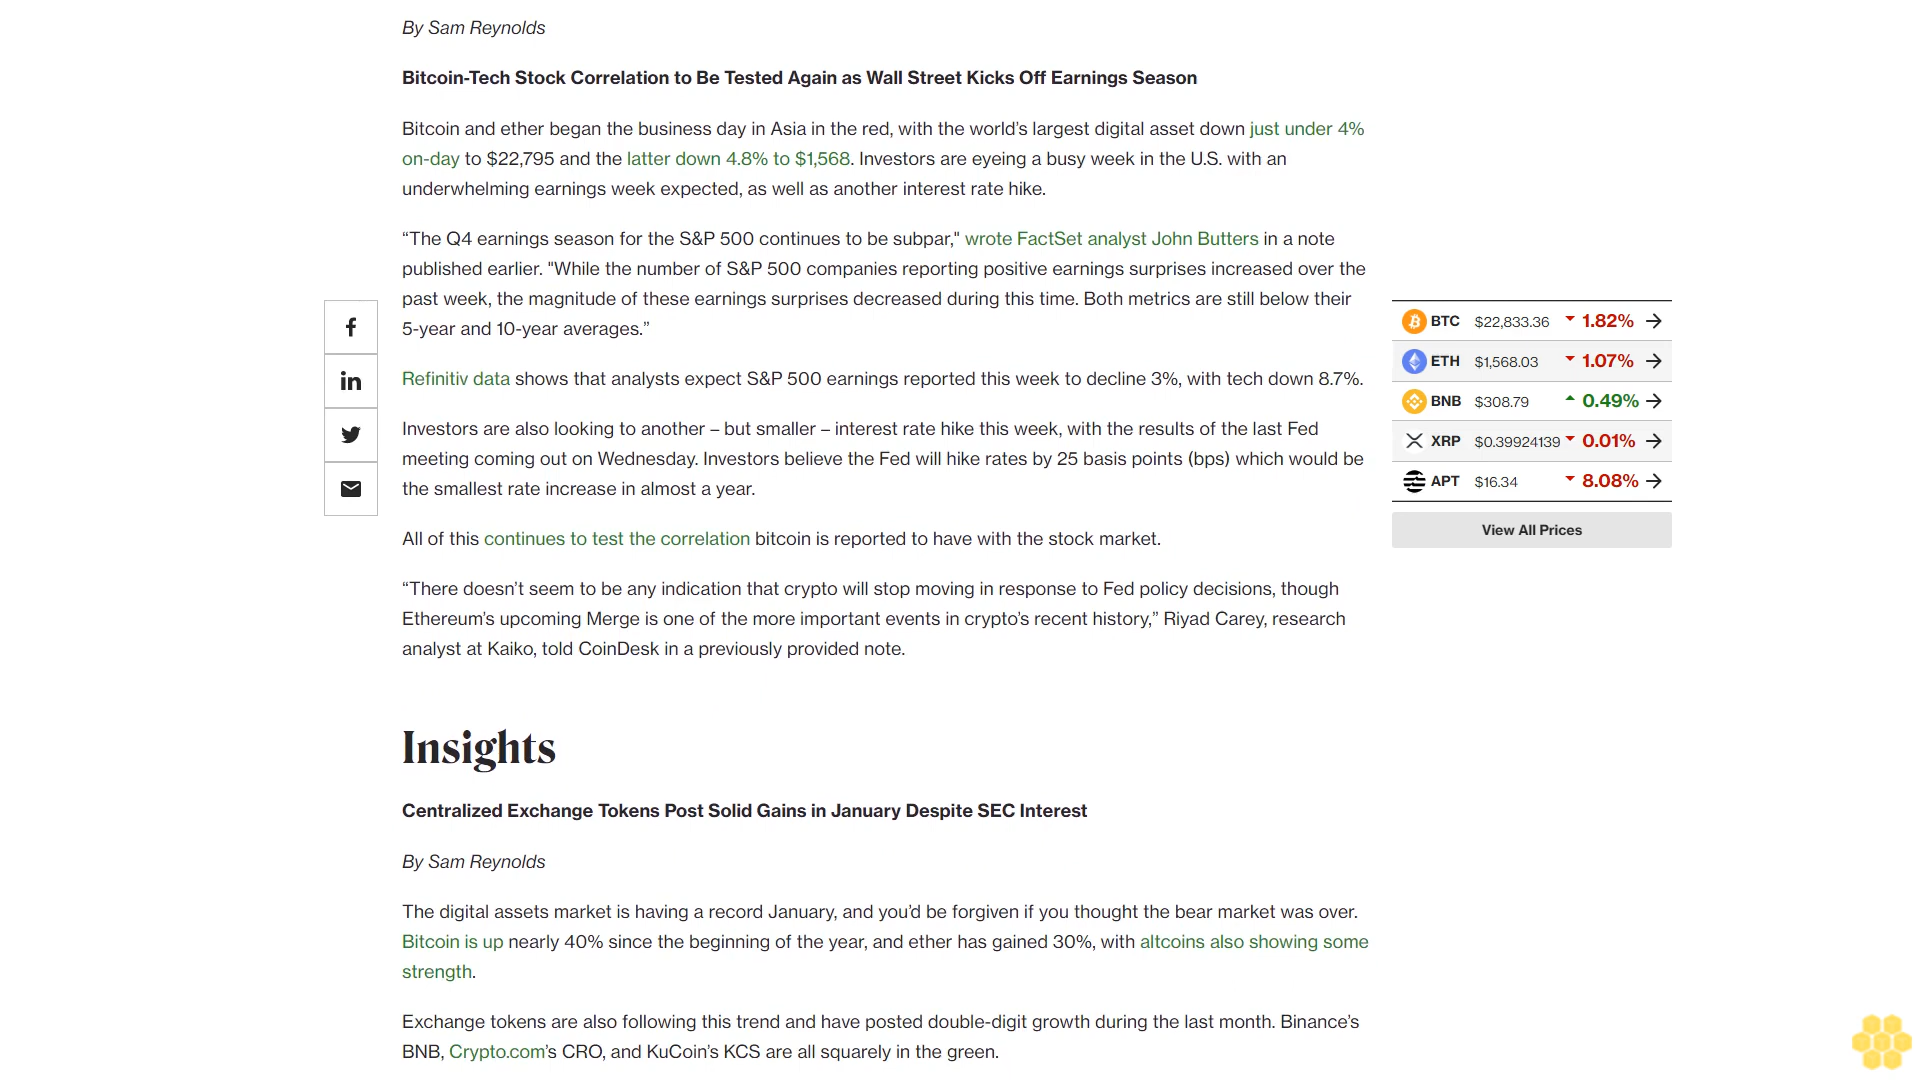 By Sam Reynolds
Bitcoin-Tech Stock Correlation to Be Tested Again as Wall Street Kicks Off Earnings Season
Bitcoin and ether began the business day in Asia in the red, with the world’s largest digital asset down just under 4%
on-day to $22,795 and the latter down 4.8% to $1,568. Investors are eyeing a busy week in the U.S. with an
underwhelming earnings week expected, as well as another interest rate hike.
“The Q4 earnings season for the S&P 500 continues to be subpar," wrote FactSet analyst John Butters in a note
published earlier. "While the number of S&P 500 companies reporting positive earnings surprises increased over the
past week, the magnitude of these earnings surprises decreased during this time. Both metrics are still below their
5-year and 10-year averages.”
Refinitiv data shows that analysts expect S&P 500 earnings reported this week to decline 3%, with tech down 8.7%.
Investors are also looking to another – but smaller – interest rate hike this week, with the results of the last Fed
meeting coming out on Wednesday. Investors believe the Fed will hike rates by 25 basis points (bps) which would be
the smallest rate increase in almost a year.
All of this continues to test the correlation bitcoin is reported to have with the stock market.
“There doesn’t seem to be any indication that crypto will stop moving in response to Fed policy decisions, though
Ethereum’s upcoming Merge is one of the more important events in crypto’s recent history,” Riyad Carey, research
analyst at Kaiko, told CoinDesk in a previously provided note.
Insights
Centralized Exchange Tokens Post Solid Gains in January Despite SEC Interest
By Sam Reynolds
The digital assets market is having a record January, and you’d be forgiven if you thought the bear market was over.
Bitcoin is up nearly 40% since the beginning of the year, and ether has gained 30%, with altcoins also showing some
strength.
Exchange tokens are also following this trend and have posted double-digit growth during the last month. Binance’s
BNB, Crypto.com’s CRO, and KuCoin’s KCS are all squarely in the green.
BTC $22,833.36 1.82%
ETH $1,568.03 1.07%
BNB $308.79 0.49%
XRP $0.39924139 0.01%
APT $16.34 8.08%
View All Prices